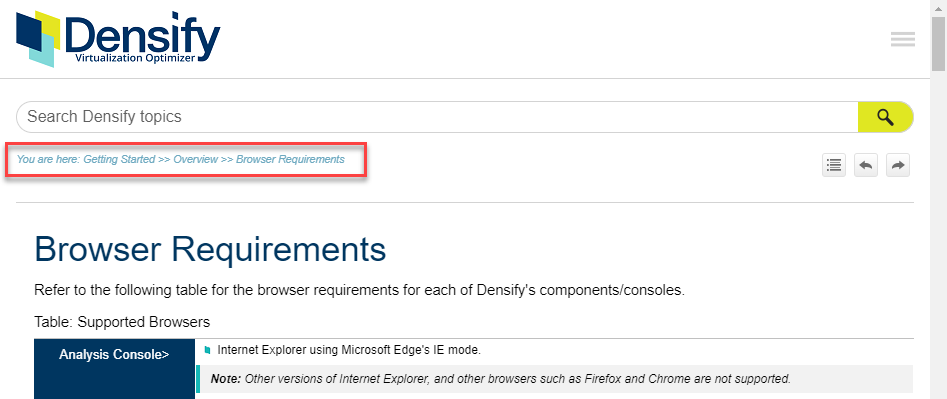 Densify
Virtualization Optimizer
Search Densify topics
You are here: Getting Started >> Overview >> Browser Requirements
Browser Requirements
Refer to the following table for the browser requirements for each of Densify's components/consoles.
Table: Supported Browsers
Analysis Console>
Internet Explorer using Microsoft Edge's IE mode.
Note: Other versions of Internet Explorer, and other browsers such as Firefox and Chrome are not supported.